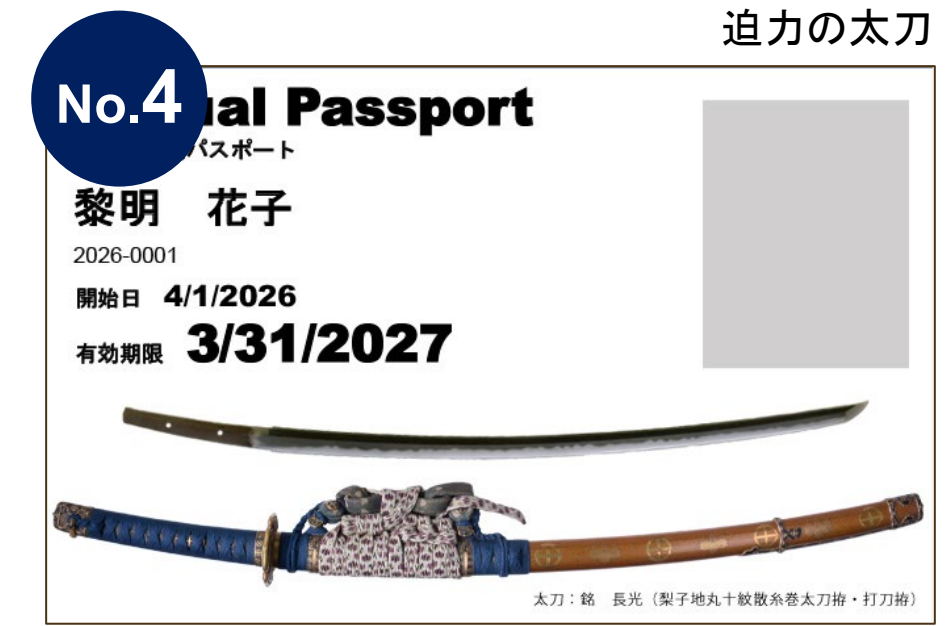 迫力の太刀
No.4
ual Passport
パスポート
黎明　花子
2026-0001
開始日　4/1/2026
有効期限　3/31/2027
太刀：銘　長光（梨子地丸十紋散糸巻太刀拵・打刀拵）